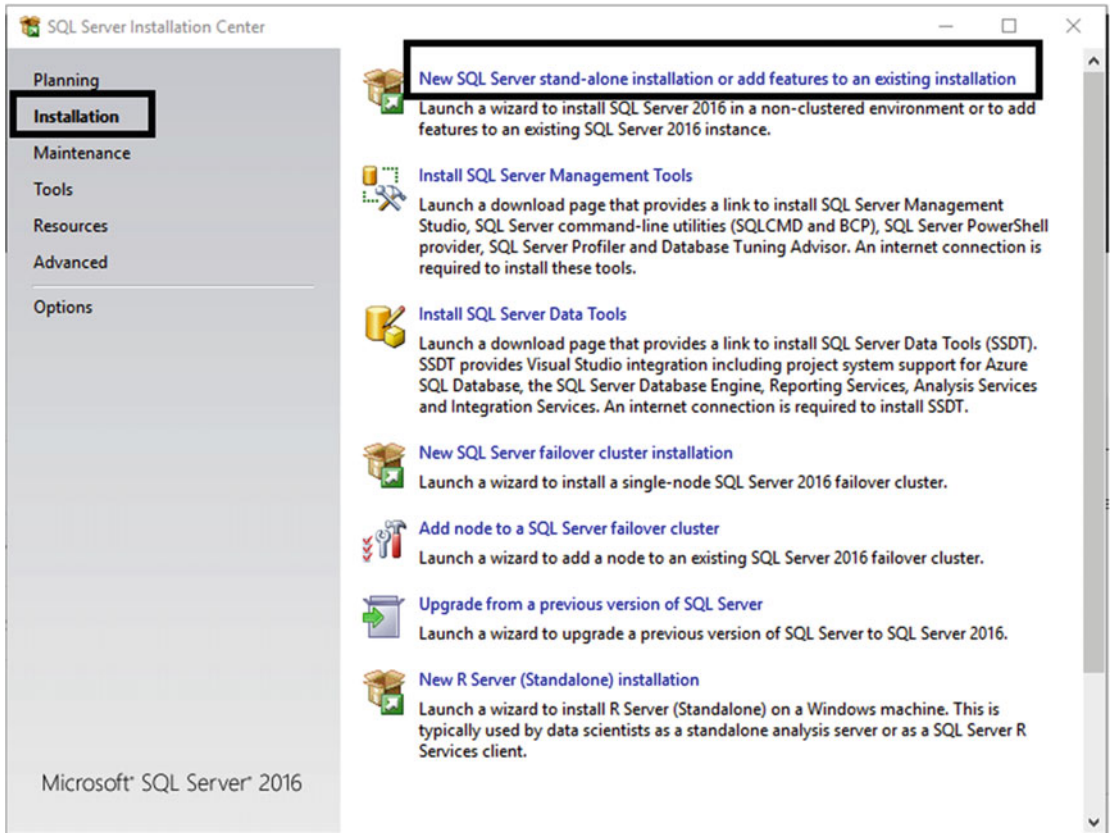 SQL Server Installation Center
Planning
Installation
Maintenance
Tools
Resources
Advanced
Options
Microsoft® SQL Server® 2016
New SQL Server stand-alone installation or add features to an existing installation
Launch a wizard to install SQL Server 2016 in a non-clustered environment or to add
features to an existing SQL Server 2016 instance.
Install SQL Server Management Tools
Launch a download page that provides a link to install SQL Server Management
Studio, SQL Server command-line utilities (SQLCMD and BCP), SQL Server PowerShell
provider, SQL Server Profiler and Database Tuning Advisor. An internet connection is
required to install these tools.
Install SQL Server Data Tools
Launch a download page that provides a link to install SQL Server Data Tools (SSDT).
SSDT provides Visual Studio integration including project system support for Azure
SQL Database, the SQL Server Database Engine, Reporting Services, Analysis Services
and Integration Services. An internet connection is required to install SSDT.
New SQL Server failover cluster installation
Launch a wizard to install a single-node SQL Server 2016 failover cluster.
Add node to a SQL Server failover cluster
Launch a wizard to add a node to an existing SQL Server 2016 failover cluster.
Upgrade from a previous version of SQL Server
Launch a wizard to upgrade a previous version of SQL Server to SQL Server 2016.
New R Server (Standalone) installation
Launch a wizard to install R Server (Standalone) on a Windows machine. This is
typically used by data scientists as a standalone analysis server or as a SQL Server R
Services client.